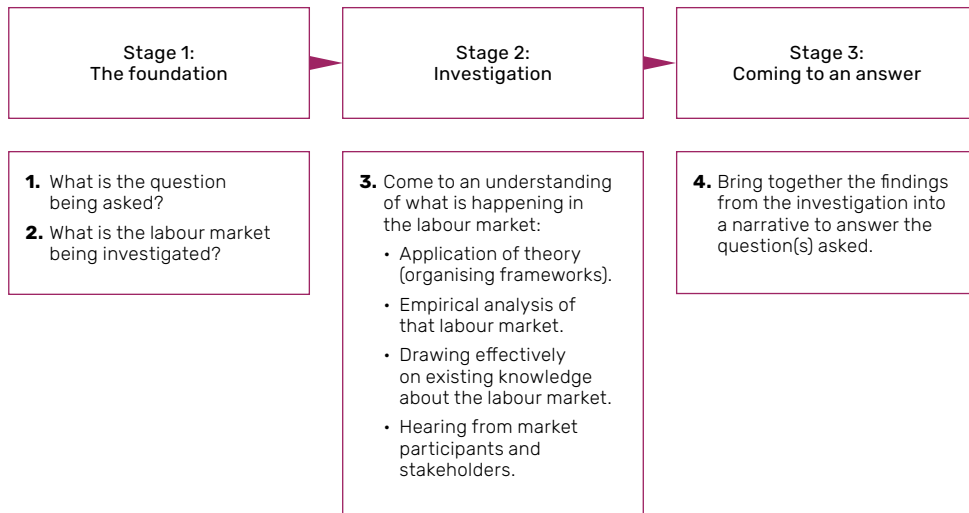 Stage 1:
The foundation
Stage 2:
Investigation
Stage 3:
Coming to an answer
1. What is the question
being asked?
2. What is the labour market
being investigated?
3. Come to an understanding
of what is happening in
the labour market:
• Application of theory
(organising frameworks).
• Empirical analysis of
that labour market.
• Drawing effectively
on existing knowledge
about the labour market.
• Hearing from market
participants and
stakeholders.
4. Bring together the findings
from the investigation into
a narrative to answer the
question(s) asked.